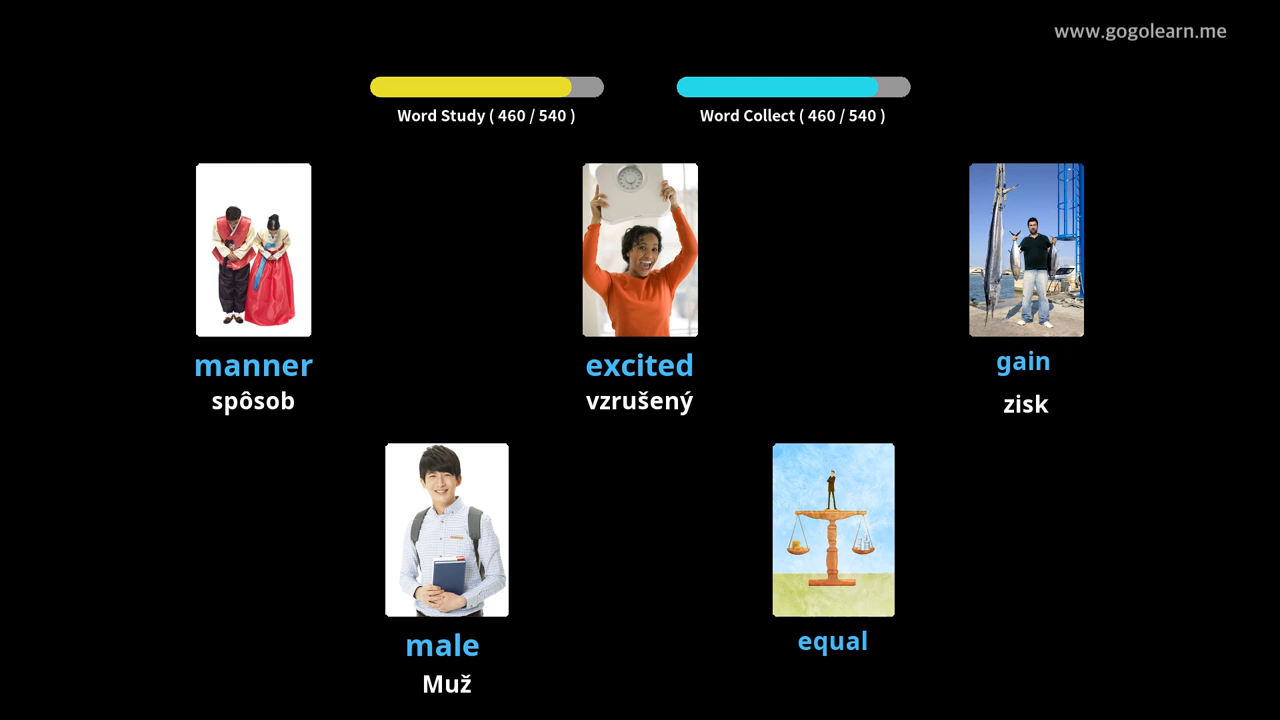 www.gogolearn.me
Word Study ( 460 / 540 )
Word Collect ( 460 / 540 )
manner
spôsob
excited
vzrušený
gain
zisk
male
Muž
equal